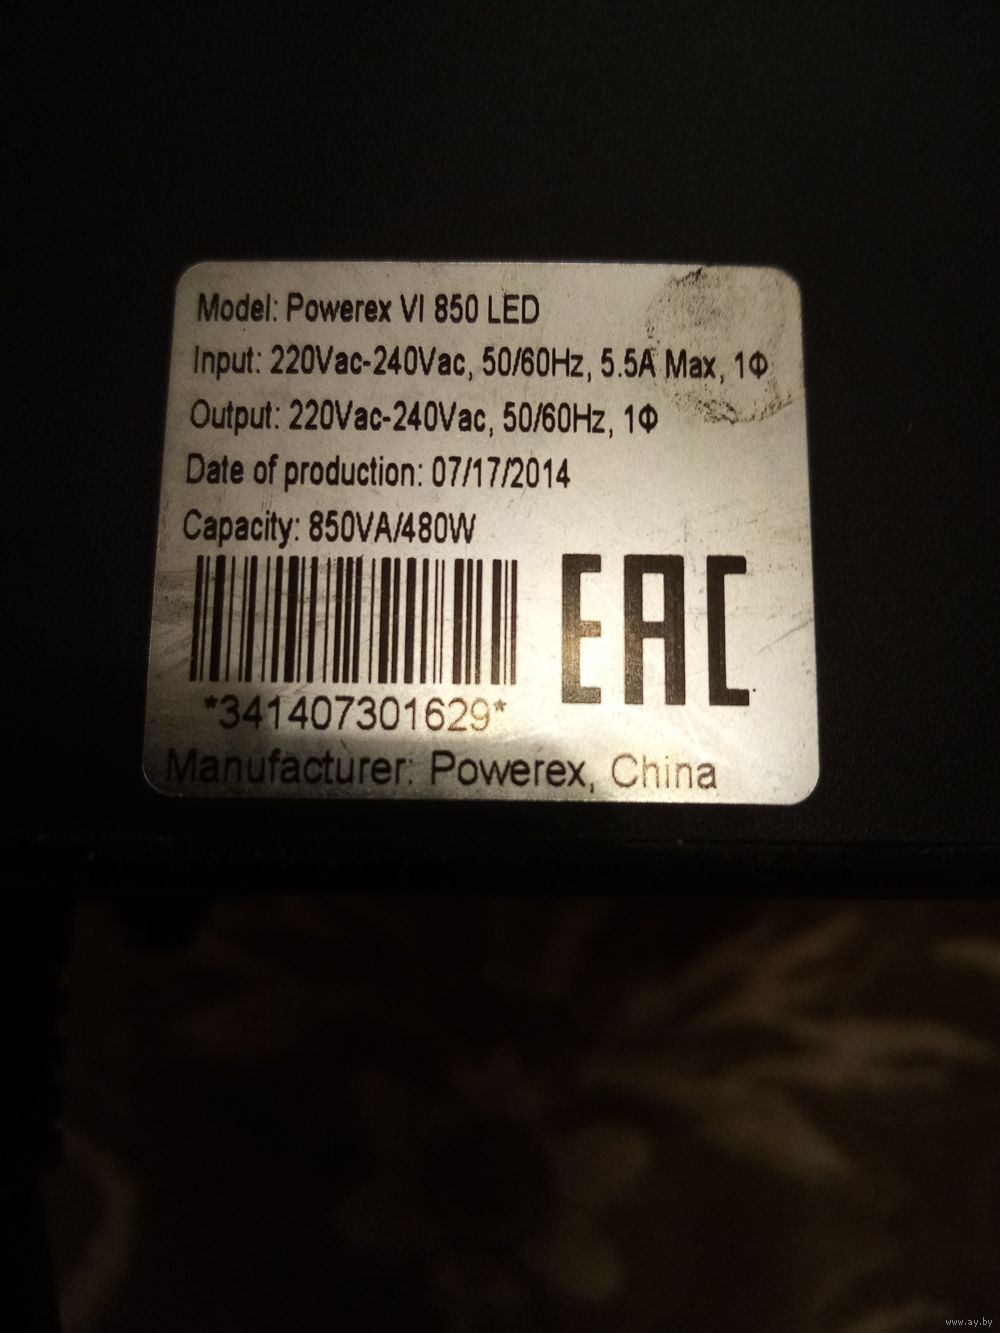 Model: Powerex VI 850 LED
Input: 220Vac-240Vac, 50/60Hz, 5.5A Max, 1Φ
Output: 220Vac-240Vac, 50/60Hz, 1Φ
Date of production: 07/17/2014
Capacity: 850VA/480W
EAC
*341407301629*
Manufacturer: Powerex, China
www.ay.by